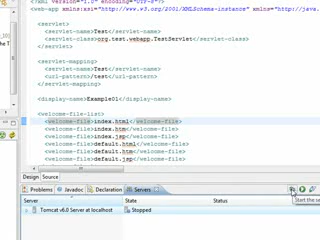 <?xml version="1.0" encoding="UTF-8"?>
<web-app xmlns:xsi="http://www.w3.org/2001/XMLSchema-instance" xmlns="http://java.
<servlet>
<servlet-name>Test</servlet-name>
<servlet-class>org.test.webapp.TestServlet</servlet-class>
</servlet>
<servlet-mapping>
<servlet-name>Test</servlet-name>
<url-pattern>/test</url-pattern>
</servlet-mapping>
<display-name>Example01</display-name>
<welcome-file-list>
<welcome-file>index.html</welcome-file>
<welcome-file>index.htm</welcome-file>
<welcome-file>index.jsp</welcome-file>
<welcome-file>default.html</welcome-file>
<welcome-file>default.htm</welcome-file>
<welcome-file>default.jsp</welcome-file>
Design Source
Problems Javadoc Declaration Servers
Start the se
Server State Status
Tomcat v6.0 Server at localhost Stopped